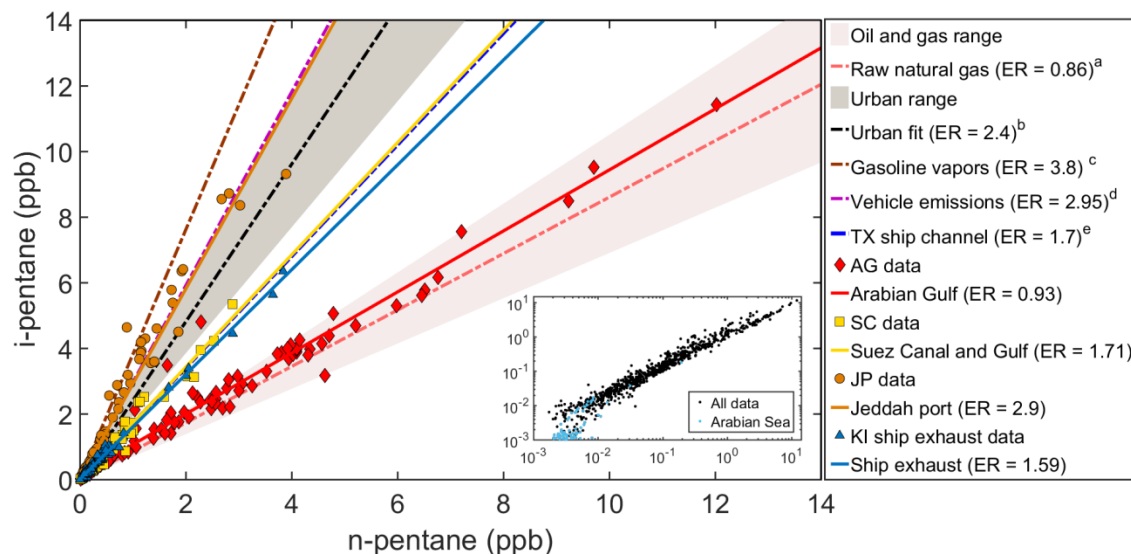 14
12
10
8
6
4
2
0
i-pentane (ppb)
0 2 4 6 8 10 12 14
n-pentane (ppb)
10¹
10⁰
10⁻¹
10⁻²
10⁻³
10⁻³ 10⁻² 10⁻¹ 10⁰ 10¹
All data
Arabian Sea
Oil and gas range
Raw natural gas (ER = 0.86)ᵃ
Urban range
Urban fit (ER = 2.4)ᵇ
Gasoline vapors (ER = 3.8) ᶜ
Vehicle emissions (ER = 2.95)ᵈ
TX ship channel (ER = 1.7)ᵉ
AG data
Arabian Gulf (ER = 0.93)
SC data
Suez Canal and Gulf (ER = 1.71)
JP data
Jeddah port (ER = 2.9)
KI ship exhaust data
Ship exhaust (ER = 1.59)